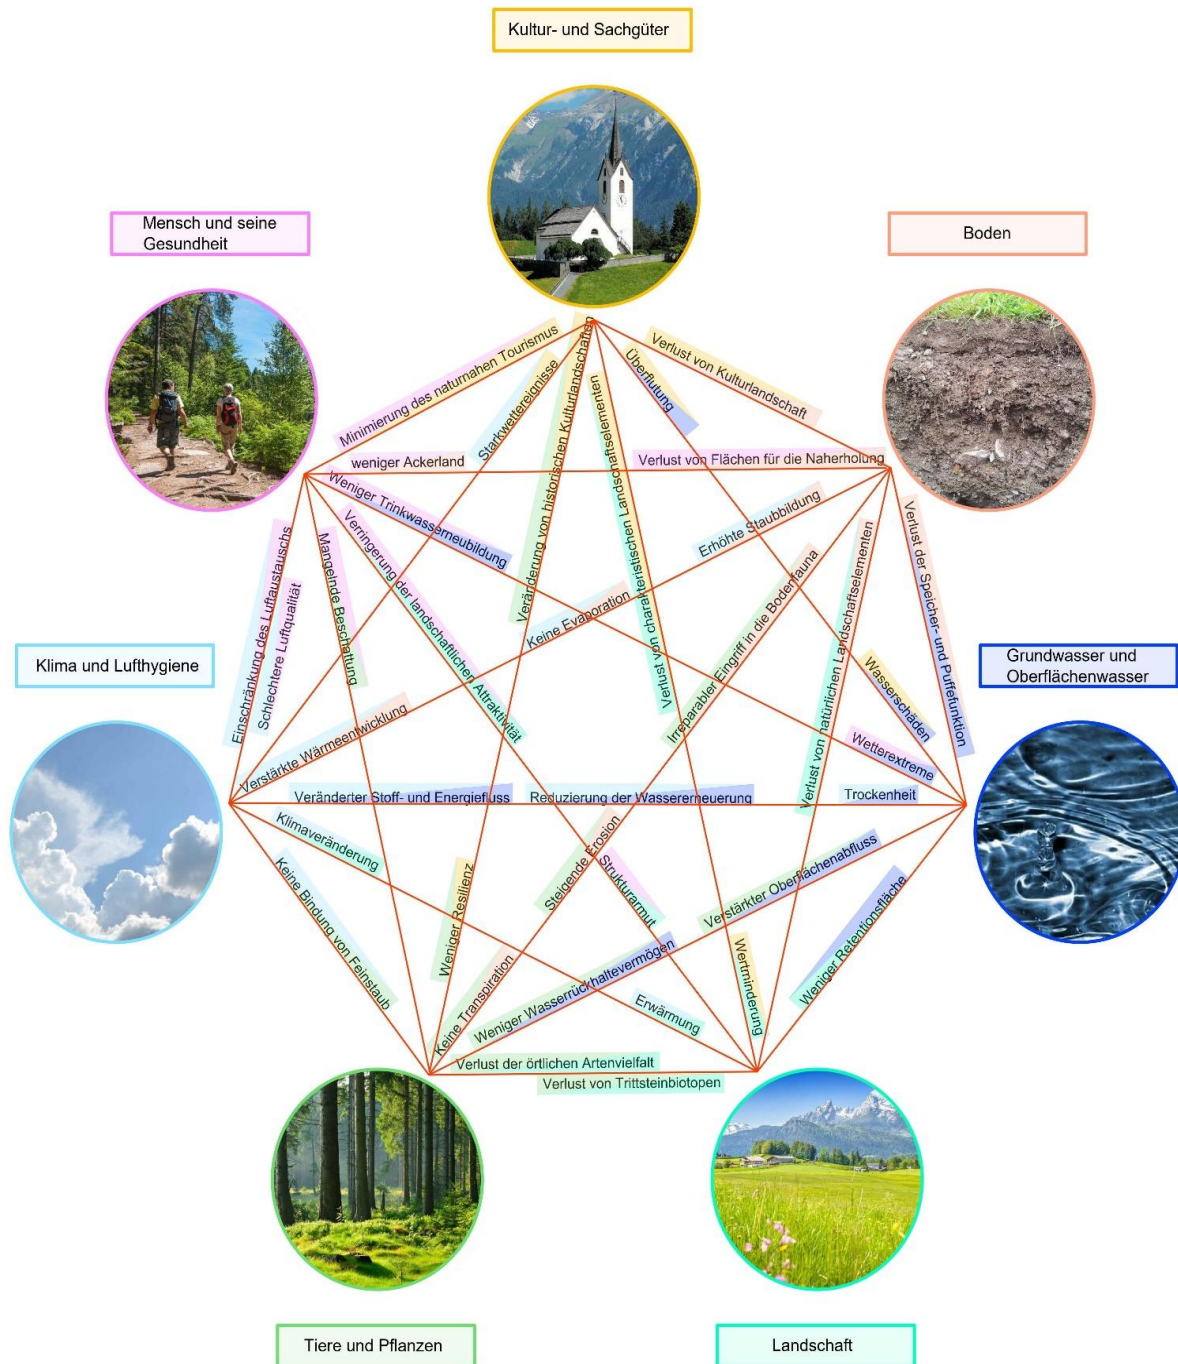 Kultur- und Sachgüter
Mensch und seine
Gesundheit
Boden
Minimierung des naturnahen Tourismus
Starkwettereignisse
Veränderung von historischen Kulturlandschaften
Verlust von charakteristischen Landschaftselementen
Überflutung
Verlust von Kulturlandschaft
weniger Ackerland
Verlust von Flächen für die Naherholung
Weniger Trinkwasserneubildung
Verringerung der landschaftlichen Attraktivität
Mangelnde Beschattung
Einschränkung des Luftaustauschs
Schlechtere Luftqualität
Erhöhte Staubbildung
Keine Evaporation
Verstärkte Wärmeentwicklung
Irreparabler Eingriff in die Bodenfauna
Verlust von natürlichen Landschaftselementen
Verlust der Speicher- und Puffefunktion
Klima und Lufthygiene
Grundwasser und
Oberflächenwasser
Wasserschäden
Wetterextreme
Veränderter Stoff- und Energiefluss
Reduzierung der Wassererneuerung
Trockenheit
Klimaveränderung
Keine Bindung von Feinstaub
Weniger Resilienz
Steigende Erosion
Strukturarmut
Verstärkter Oberflächenabfluss
Weniger Retentionsfläche
Keine Transpiration
Weniger Wasserrückhaltevermögen
Erwärmung
Wertminderung
Verlust der örtlichen Artenvielfalt
Verlust von Trittsteinbiotopen
Tiere und Pflanzen
Landschaft